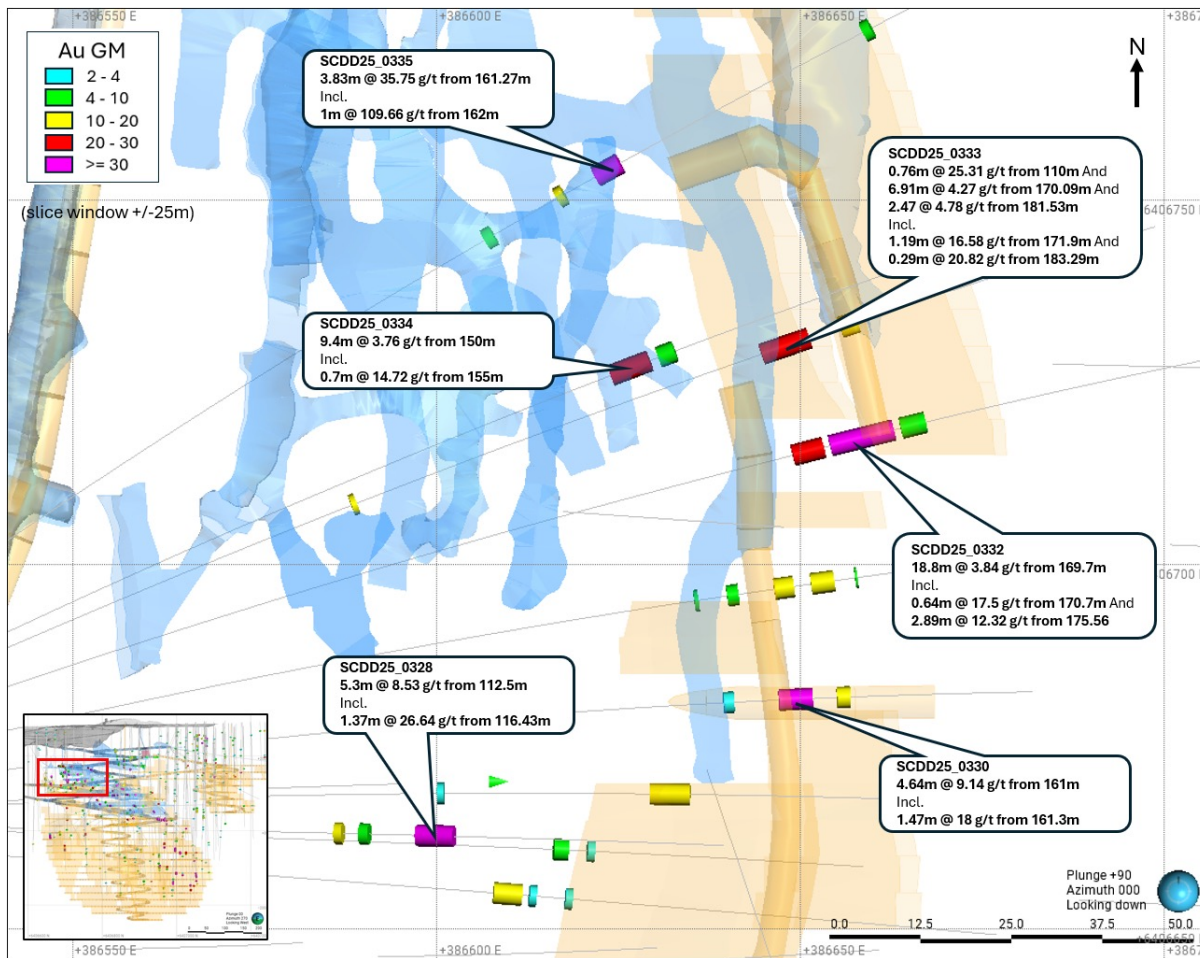 +386550 E
+386600 E
+386650 E
+3867
Au GM
2 - 4
4 - 10
10 - 20
20 - 30
>= 30
(slice window +/-25m)
N
SCDD25_0335
3.83m @ 35.75 g/t from 161.27m
Incl.
1m @ 109.66 g/t from 162m
SCDD25_0333
0.76m @ 25.31 g/t from 110m And
6.91m @ 4.27 g/t from 170.09m And
2.47 @ 4.78 g/t from 181.53m
Incl.
1.19m @ 16.58 g/t from 171.9m And
0.29m @ 20.82 g/t from 183.29m
6406750
SCDD25_0334
9.4m @ 3.76 g/t from 150m
Incl.
0.7m @ 14.72 g/t from 155m
SCDD25_0332
18.8m @ 3.84 g/t from 169.7m
Incl.
0.64m @ 17.5 g/t from 170.7m And
2.89m @ 12.32 g/t from 175.56
06700
SCDD25_0328
5.3m @ 8.53 g/t from 112.5m
Incl.
1.37m @ 26.64 g/t from 116.43m
SCDD25_0330
4.64m @ 9.14 g/t from 161m
Incl.
1.47m @ 18 g/t from 161.3m
Plunge +90
Azimuth 000
Looking down
0.0 12.5 25.0 37.5 50.0
+6406650
+386550 E
+386600 E
+386650 E
+3867